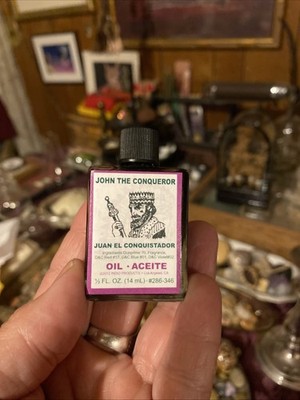 JOHN THE CONQUEROR
JUAN EL CONQUISTADOR
OIL - ACEITE
½ FL. OZ. (14 mL) - #286-346